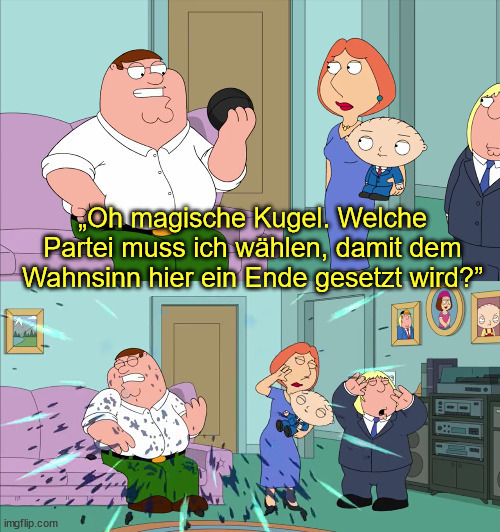 „Oh magische Kugel. Welche
Partei muss ich wählen, damit dem
Wahnsinn hier ein Ende gesetzt wird?”
imgflip.com